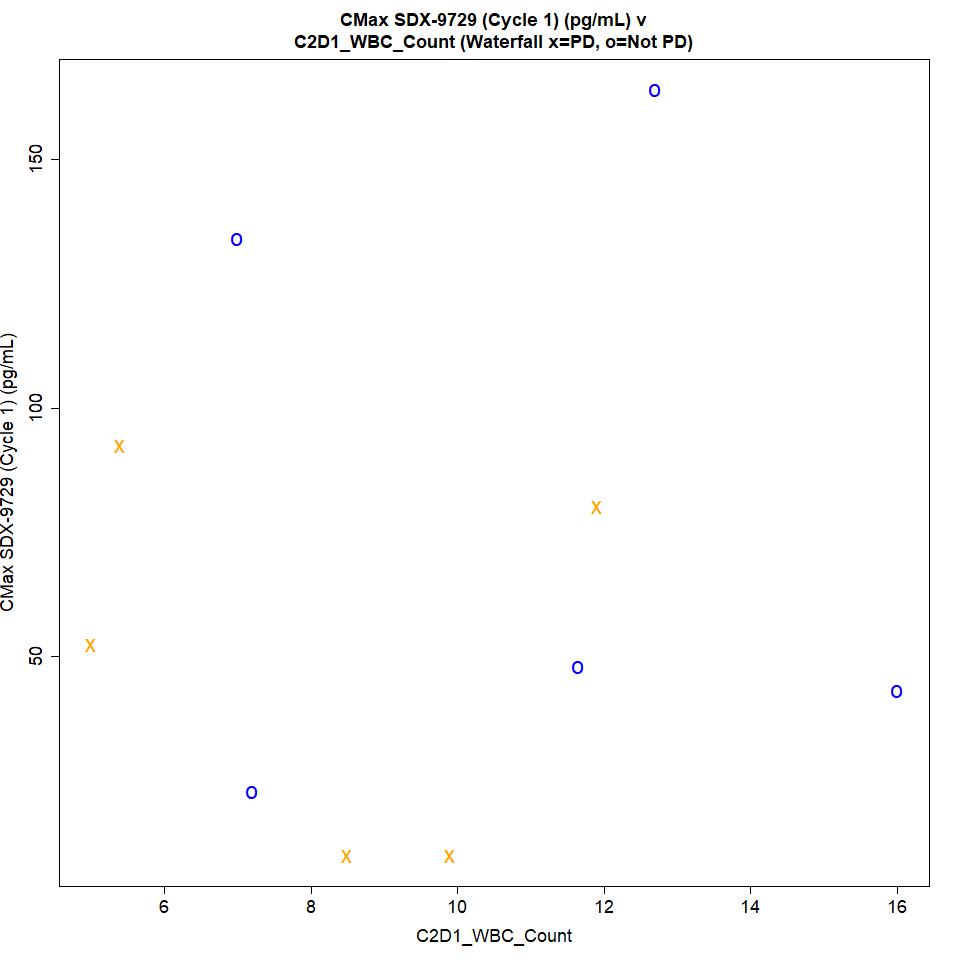 CMax SDX-9729 (Cycle 1) (pg/mL) v
C2D1_WBC_Count (Waterfall x=PD, o=Not PD)
CMax SDX-9729 (Cycle 1) (pg/mL)
150
100
50
o
o
x
x
x
o
o
o
x
x
6 8 10 12 14 16
C2D1_WBC_Count